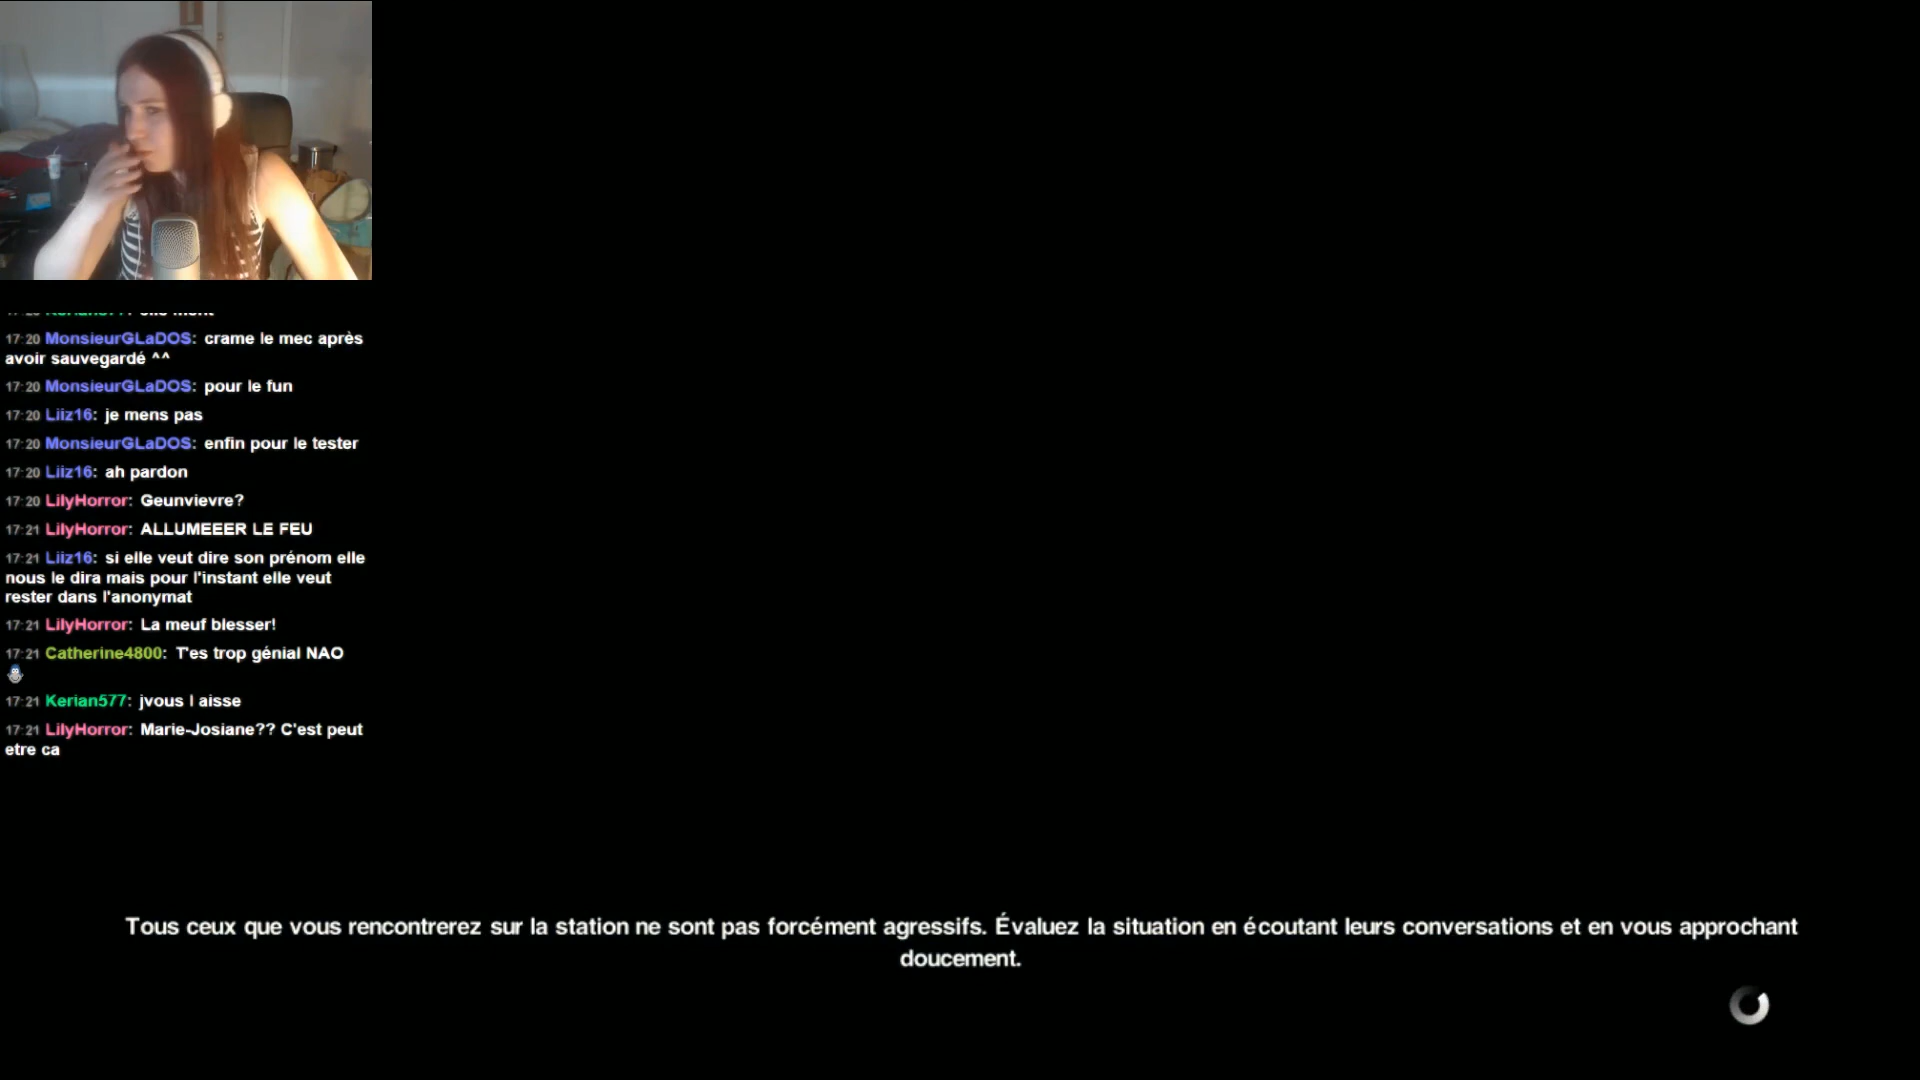 17:20 MonsieurGLaDOS: crame le mec après
avoir sauvegardé ^^
17:20 MonsieurGLaDOS: pour le fun
17:20 Liiz16: je mens pas
17:20 MonsieurGLaDOS: enfin pour le tester
17:20 Liiz16: ah pardon
17:20 LilyHorror: Geunvievre?
17:21 LilyHorror: ALLUMEEER LE FEU
17:21 Liiz16: si elle veut dire son prénom elle
nous le dira mais pour l'instant elle veut
rester dans l'anonymat
17:21 LilyHorror: La meuf blesser!
17:21 Catherine4800: T'es trop génial NAO
17:21 Kerian577: jvous l aisse
17:21 LilyHorror: Marie-Josiane?? C'est peut
etre ca
Tous ceux que vous rencontrerez sur la station ne sont pas forcément agressifs. Évaluez la situation en écoutant leurs conversations et en vous approchant
doucement.